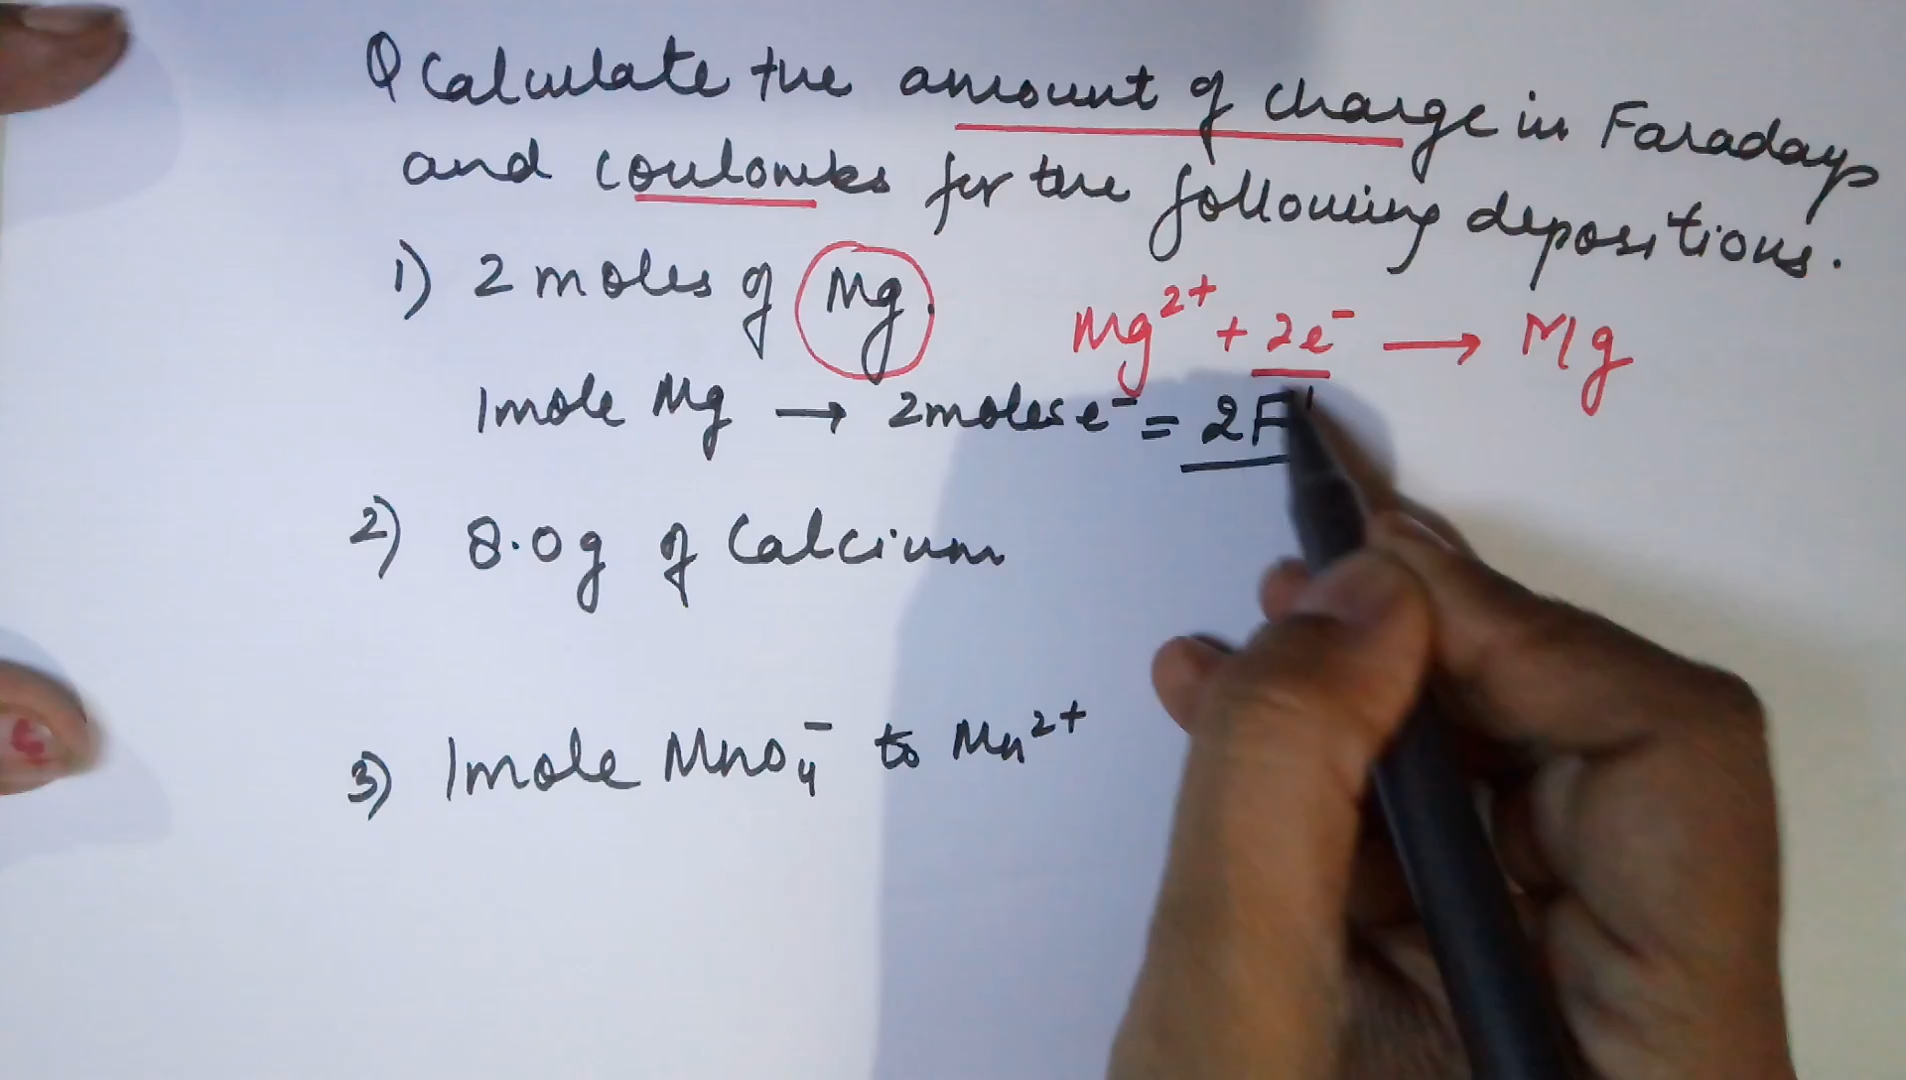 Q Calculate the amount of charge in Faradays
and coulombs for the following depositions.
1) 2 moles of Mg.
Mg²⁺ + 2e⁻ → Mg
1mole Mg → 2moles e⁻ = 2F
2) 8.0g of Calcium
3) 1mole MnO₄⁻ to Mn²⁺